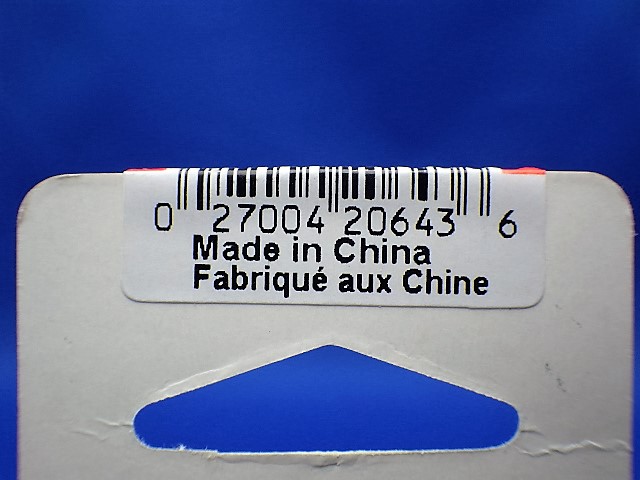 0 27004 20643 6
Made in China
Fabriqué aux Chine